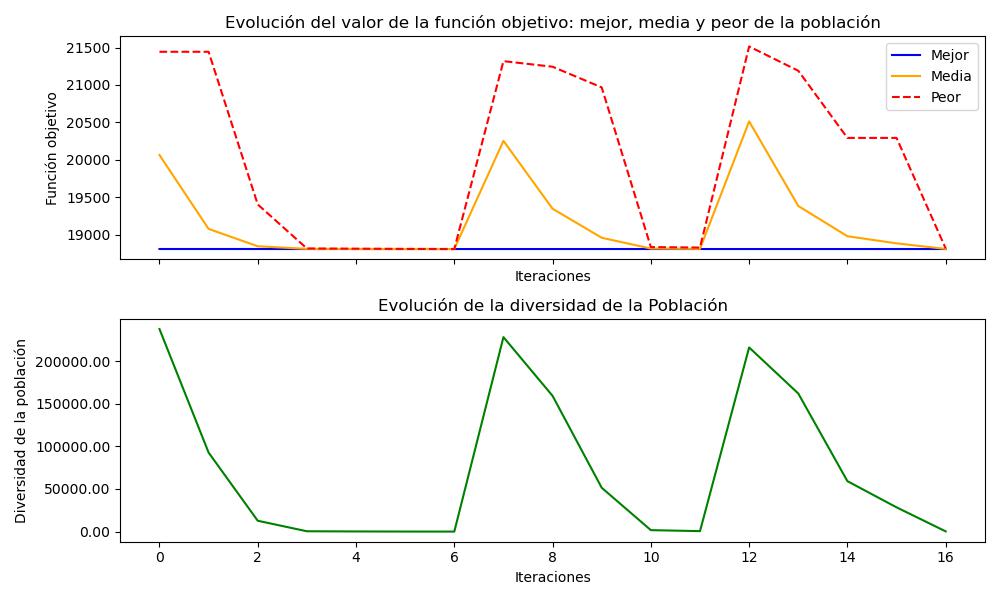 Evolución del valor de la función objetivo: mejor, media y peor de la población
21500
21000
20500
20000
19500
19000
Función objetivo
Mejor
Media
Peor
Iteraciones
Evolución de la diversidad de la Población
200000.00
150000.00
100000.00
50000.00
0.00
Diversidad de la población
0 2 4 6 8 10 12 14 16
Iteraciones